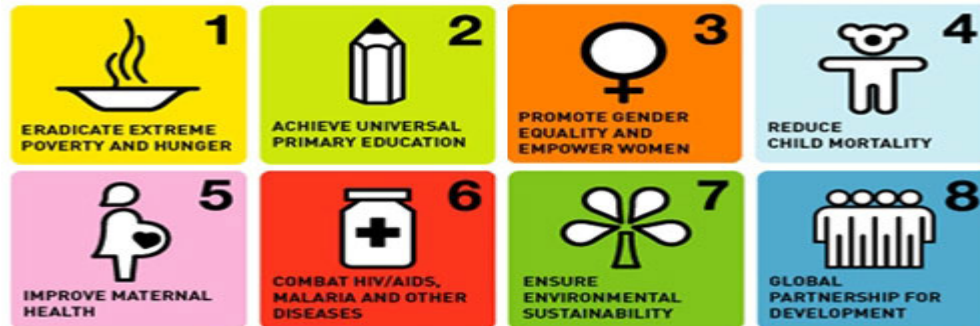 1
ERADICATE EXTREME
POVERTY AND HUNGER
2
ACHIEVE UNIVERSAL
PRIMARY EDUCATION
3
PROMOTE GENDER
EQUALITY AND
EMPOWER WOMEN
4
REDUCE
CHILD MORTALITY
5
IMPROVE MATERNAL
HEALTH
6
COMBAT HIV/AIDS,
MALARIA AND OTHER
DISEASES
7
ENSURE
ENVIRONMENTAL
SUSTAINABILITY
8
GLOBAL
PARTNERSHIP FOR
DEVELOPMENT